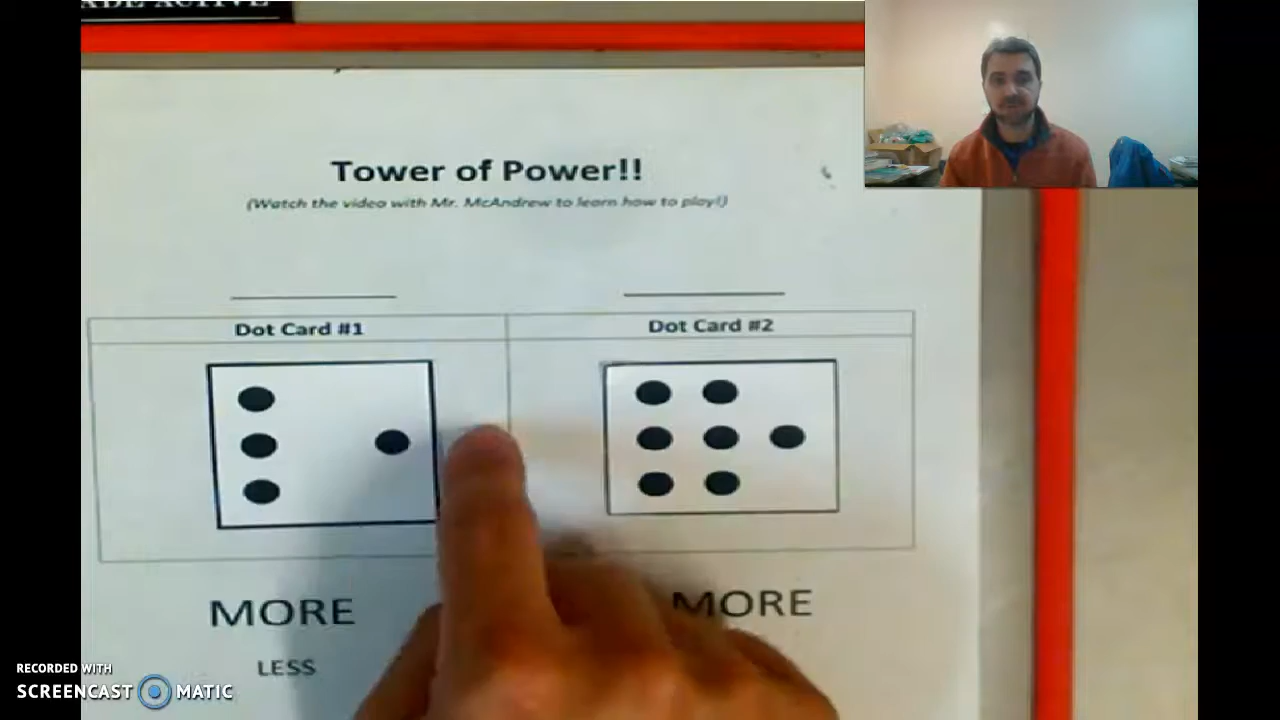 Tower of Power!!
(Watch the video with Mr. McAndrew to learn how to play!)
Dot Card #1
Dot Card #2
MORE
MORE
LESS
RECORDED WITH
SCREENCAST MATIC